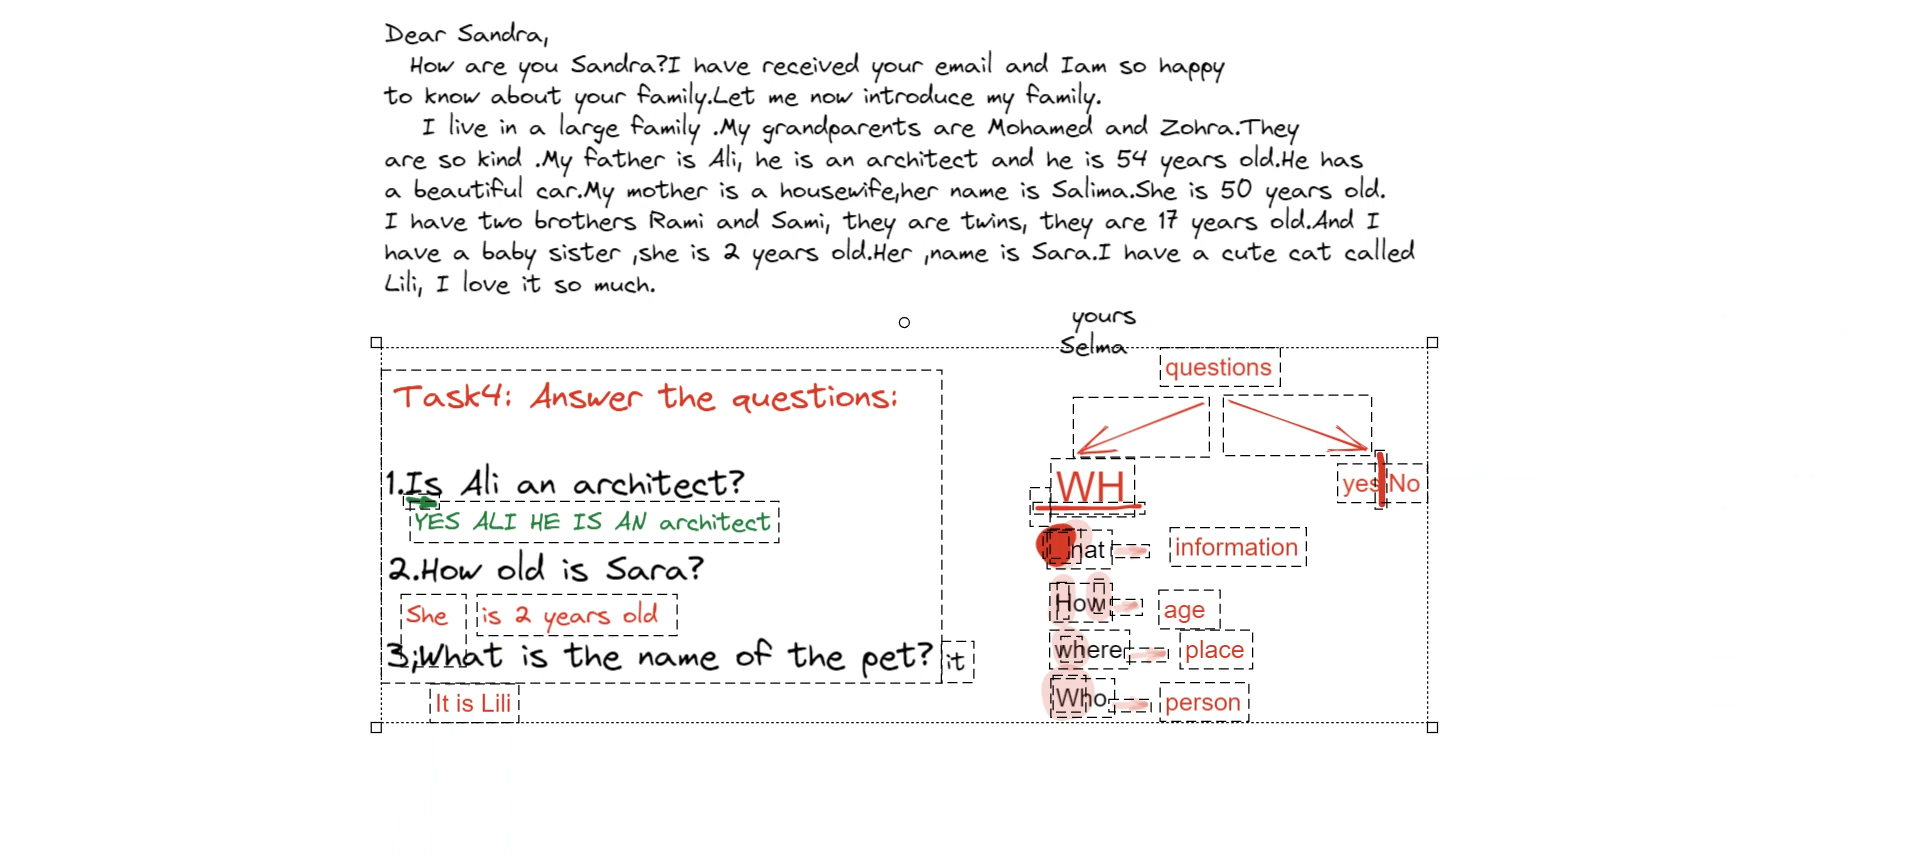 Dear Sandra,
How are you Sandra?I have received your email and Iam so happy
to know about your family.Let me now introduce my family.
I live in a large family .My grandparents are Mohamed and Zohra.They
are so kind .My father is Ali, he is an architect and he is 54 years old.He has
a beautiful car.My mother is a housewife,her name is Salima.She is 50 years old.
I have two brothers Rami and Sami, they are twins, they are 17 years old.And I
have a baby sister ,she is 2 years old.Her ,name is Sara.I have a cute cat called
Lili, I love it so much.
yours
Selma
Task4: Answer the questions:
1.Is Ali an architect?
YES ALI HE IS AN architect
2.How old is Sara?
She is 2 years old
3;What is the name of the pet? it
It is Lili
questions
WH
yes No
hat information
How age
where place
Who person